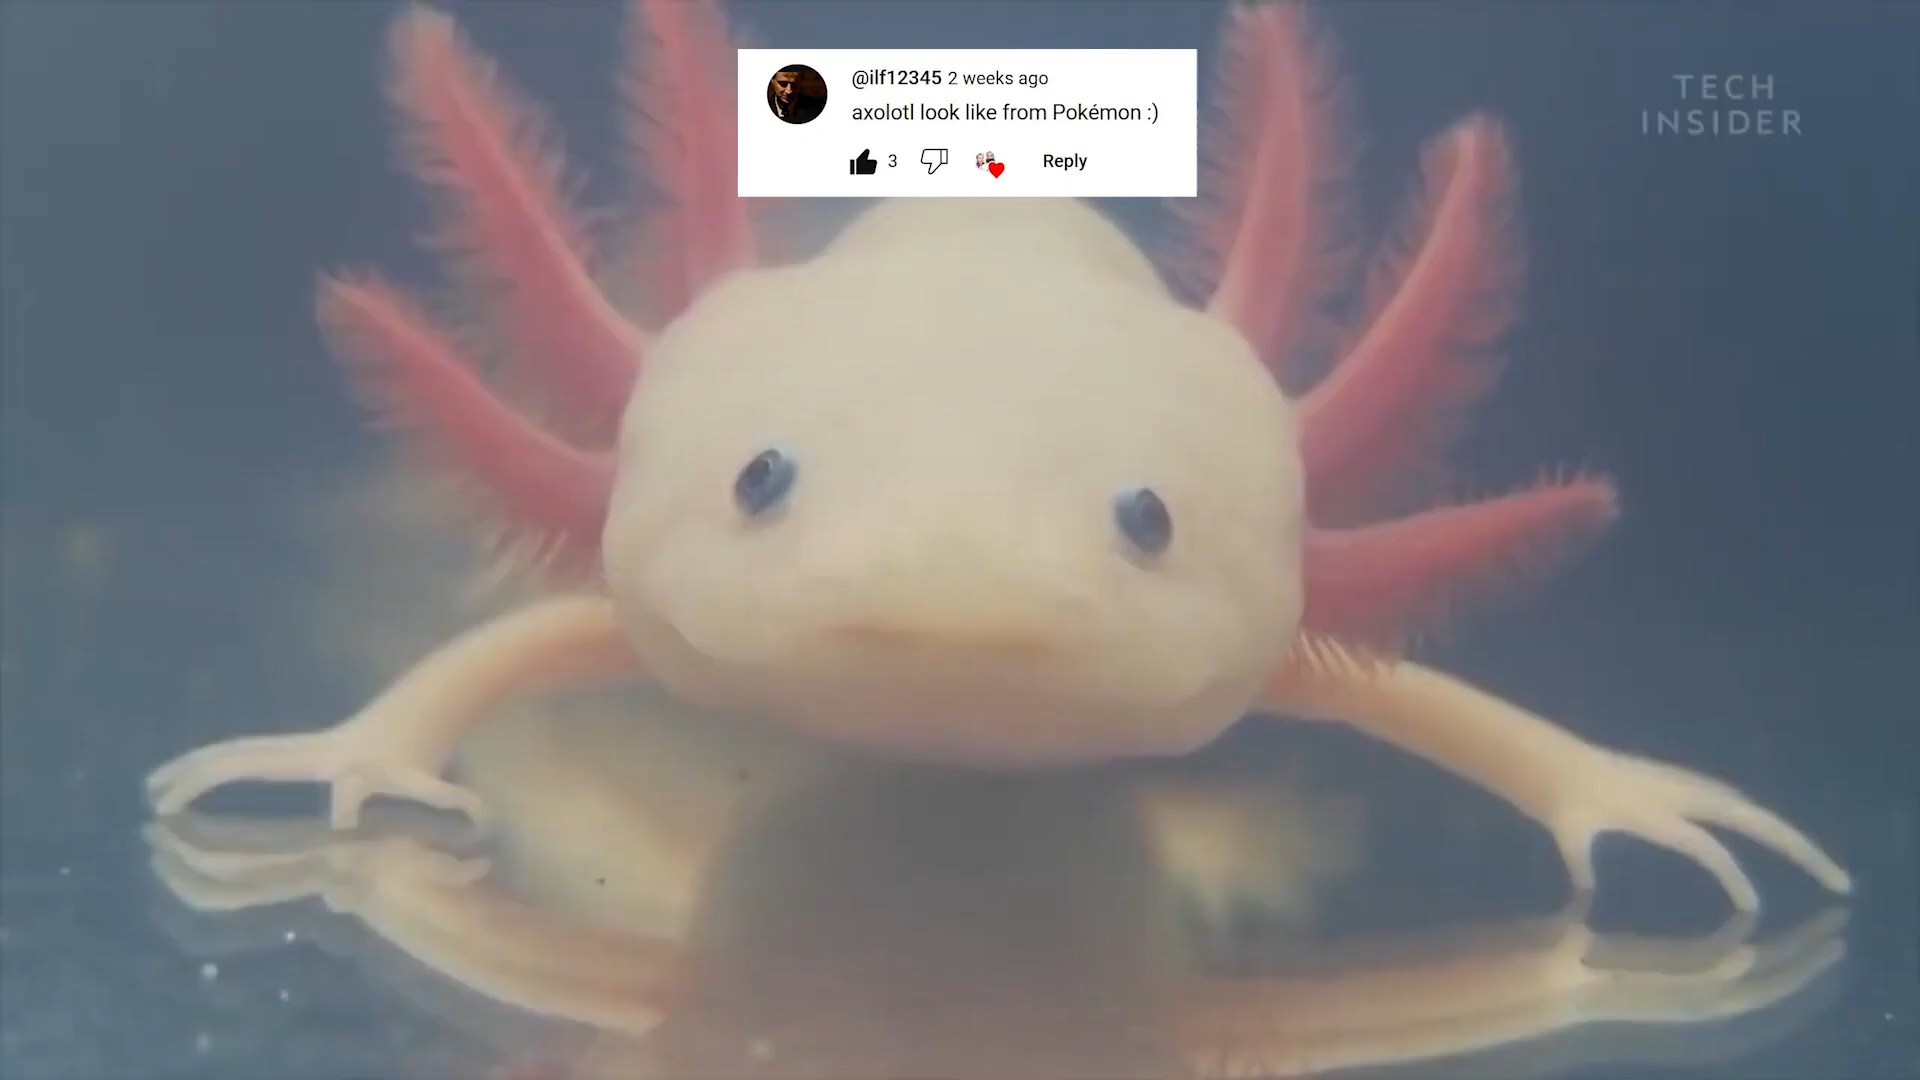 @ilf12345 2 weeks ago
axolotl look like from Pokémon :)
3 Reply
TECH
INSIDER